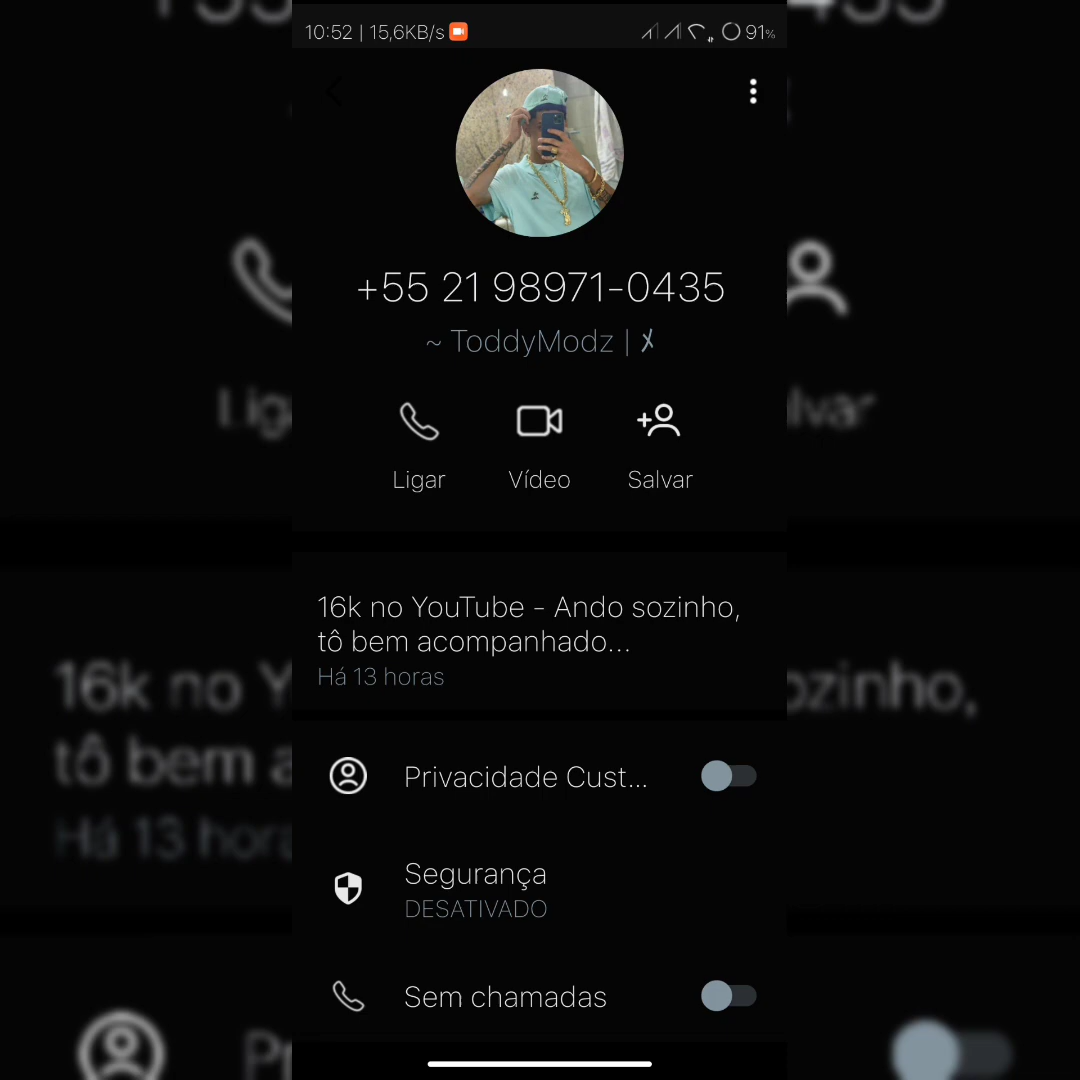 10:52 | 15,6KB/s
91%
+55 21 98971-0435
~ ToddyModz | メ
Ligar
Vídeo
Salvar
16k no YouTube - Ando sozinho,
tô bem acompanhado...
Há 13 horas
Privacidade Cust...
Segurança
DESATIVADO
Sem chamadas